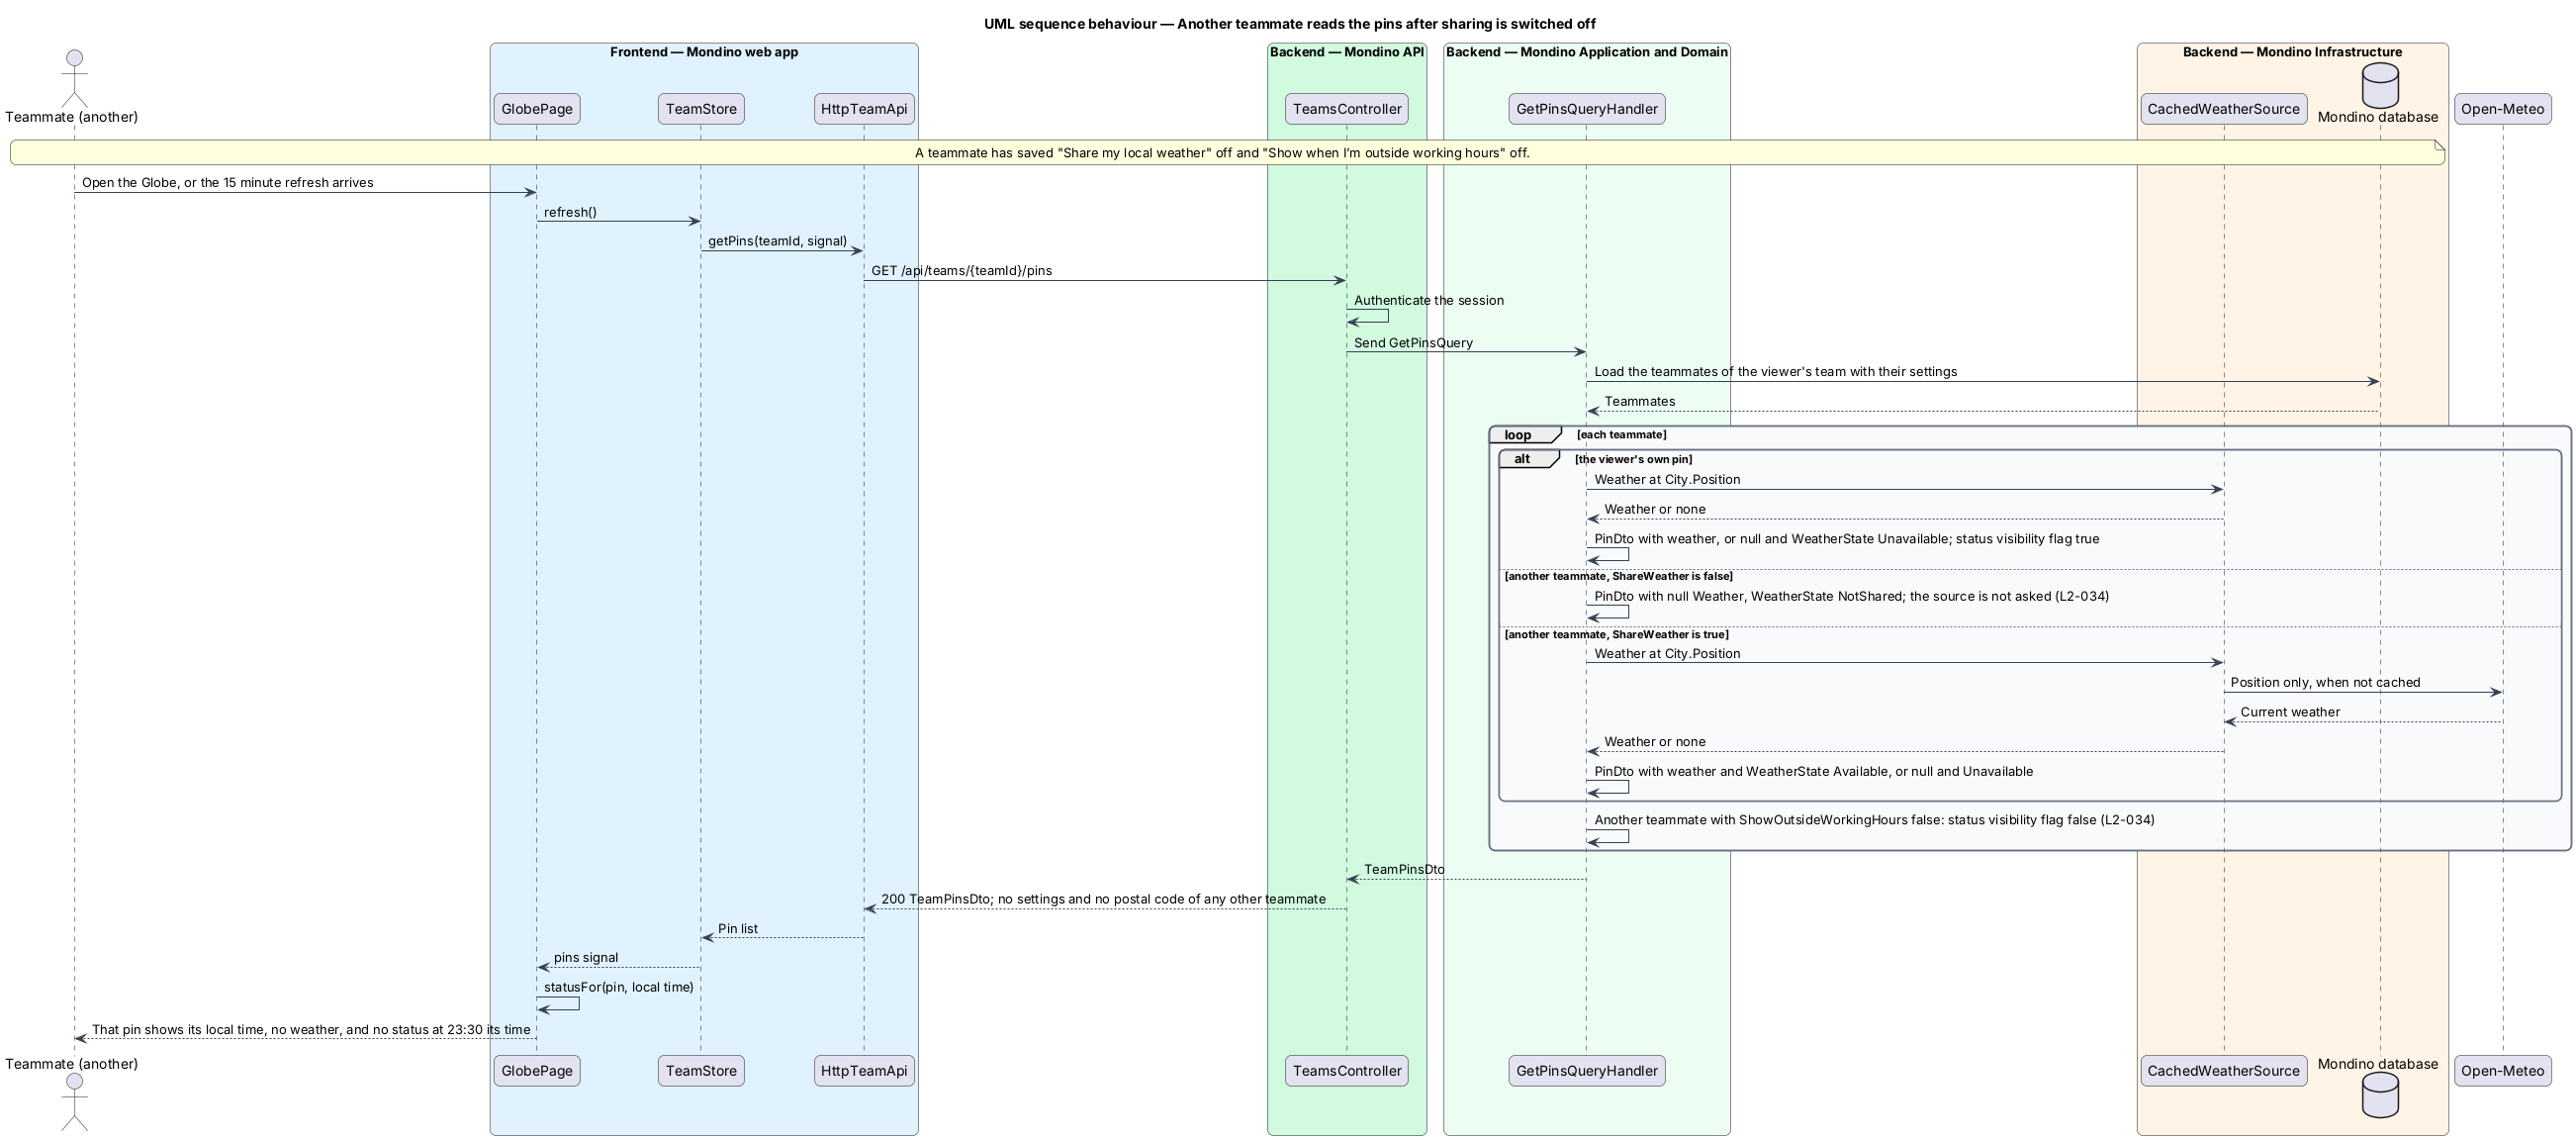 UML sequence behaviour — Another teammate reads the pins after sharing is switched off
Frontend — Mondino web app
Backend — Mondino API
Backend — Mondino Application and Domain
Backend — Mondino Infrastructure
Teammate (another)
GlobePage
TeamStore
HttpTeamApi
TeamsController
GetPinsQueryHandler
CachedWeatherSource
Mondino database
Open-Meteo
A teammate has saved "Share my local weather" off and "Show when I'm outside working hours" off.
Open the Globe, or the 15 minute refresh arrives
refresh()
getPins(teamId, signal)
GET /api/teams/{teamId}/pins
Authenticate the session
Send GetPinsQuery
Load the teammates of the viewer's team with their settings
Teammates
loop [each teammate]
alt [the viewer's own pin]
Weather at City.Position
Weather or none
PinDto with weather, or null and WeatherState Unavailable; status visibility flag true
[another teammate, ShareWeather is false]
PinDto with null Weather, WeatherState NotShared; the source is not asked (L2-034)
[another teammate, ShareWeather is true]
Weather at City.Position
Position only, when not cached
Current weather
Weather or none
PinDto with weather and WeatherState Available, or null and Unavailable
Another teammate with ShowOutsideWorkingHours false: status visibility flag false (L2-034)
TeamPinsDto
200 TeamPinsDto; no settings and no postal code of any other teammate
Pin list
pins signal
statusFor(pin, local time)
That pin shows its local time, no weather, and no status at 23:30 its time
Teammate (another)
GlobePage
TeamStore
HttpTeamApi
TeamsController
GetPinsQueryHandler
CachedWeatherSource
Mondino database
Open-Meteo